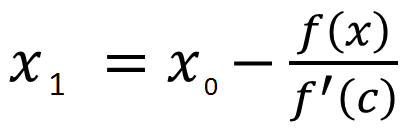 x₁ = x₀ − f(x)/f′(c)